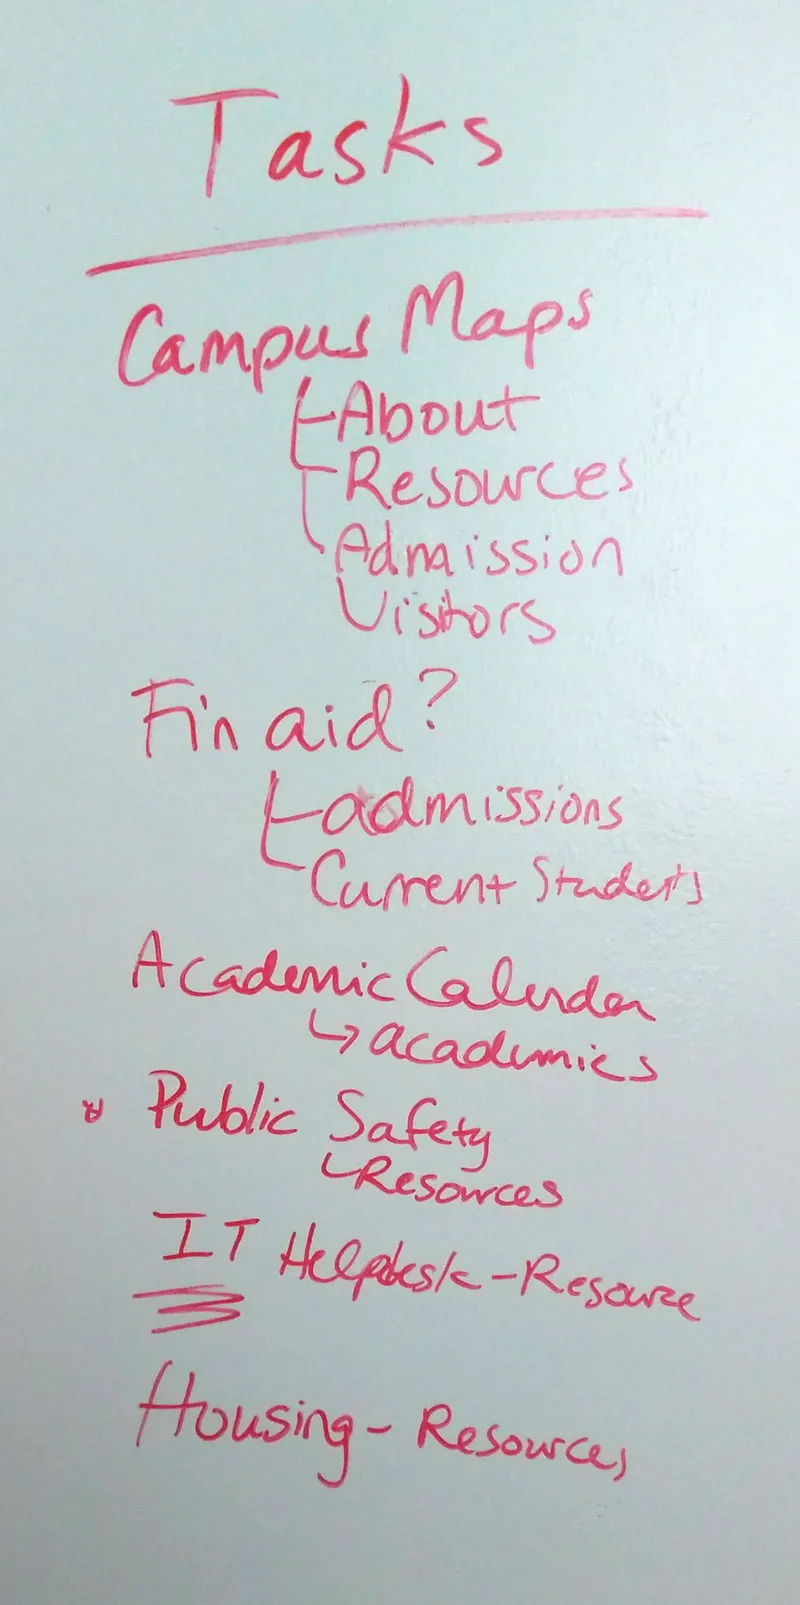 Tasks
Campus Maps
About
Resources
Admission
Visitors
Fin aid?
admissions
Current Students
Academic Calendar
↳ academics
Public Safety
Resources
IT Helpdesk - Resource
Housing - Resources